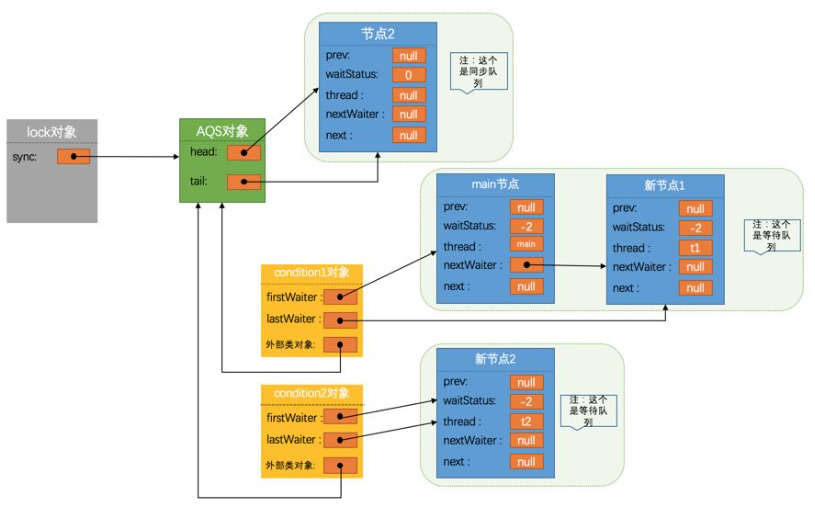 节点2
prev: null
waitStatus: 0
thread : null
nextWaiter : null
next : null
注：这个
是同步队
列
lock对象
sync:
AQS对象
head:
tail:
main节点
prev: null
waitStatus: -2
thread : main
nextWaiter :
next : null
新节点1
prev: null
waitStatus: -2
thread : t1
nextWaiter : null
next : null
注：这个
是等待队
列
condition1对象
firstWaiter :
lastWaiter :
外部类对象:
新节点2
prev: null
waitStatus: -2
thread : t2
nextWaiter : null
next : null
注：这个
是等待队
列
condition2对象
firstWaiter :
lastWaiter :
外部类对象: